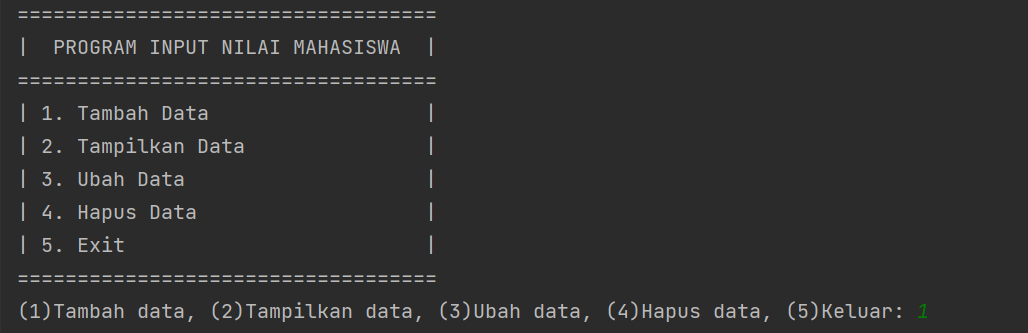 ===================================
|  PROGRAM INPUT NILAI MAHASISWA  |
===================================
| 1. Tambah Data                  |
| 2. Tampilkan Data               |
| 3. Ubah Data                    |
| 4. Hapus Data                   |
| 5. Exit                         |
===================================
(1)Tambah data, (2)Tampilkan data, (3)Ubah data, (4)Hapus data, (5)Keluar: 1